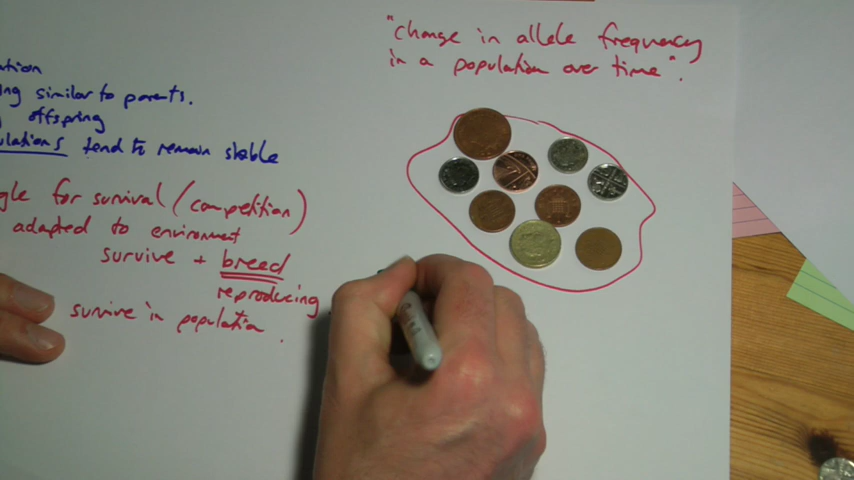 "change in allele frequency
in a population over time".
ation
ng similar to parents.
offspring
ulations tend to remain stable
gle for survival (competition)
adapted to environment
survive + breed
reproducing
survive in population.